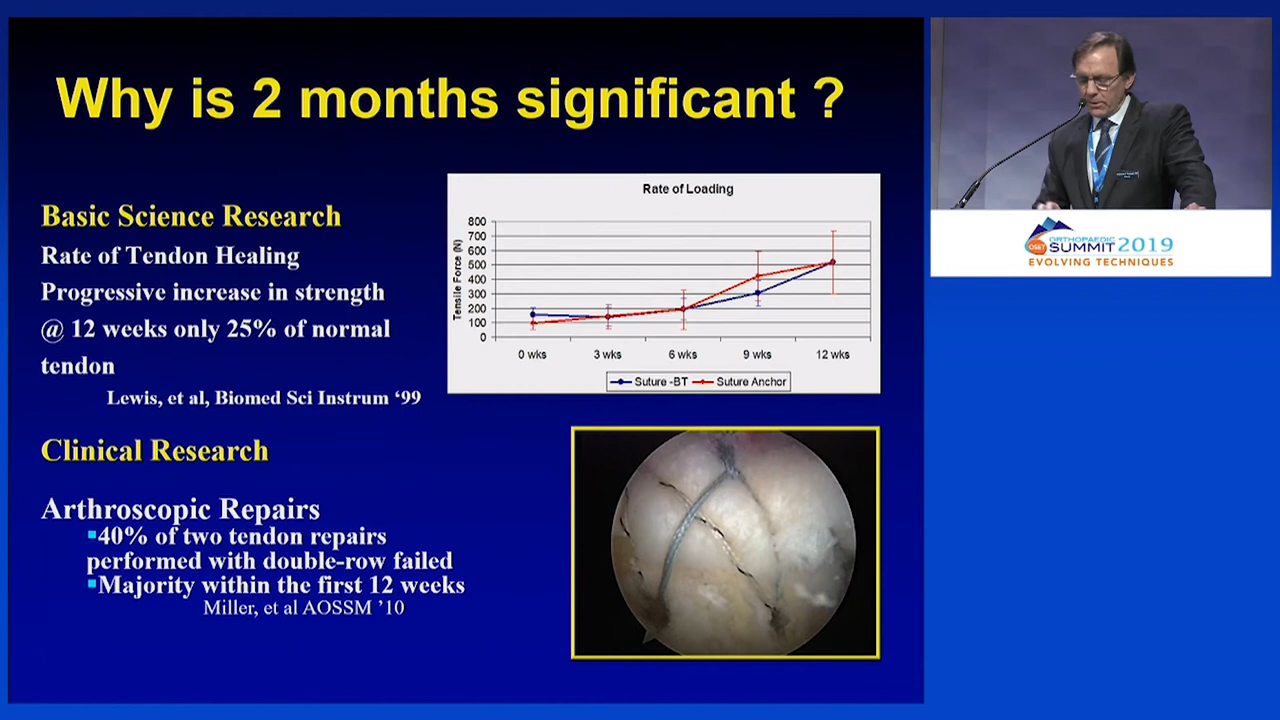 Why is 2 months significant ?
Basic Science Research
Rate of Tendon Healing
Progressive increase in strength
@ 12 weeks only 25% of normal
tendon
Lewis, et al, Biomed Sci Instrum ‘99
Rate of Loading
Tensile Force (N)
800
700
600
500
400
300
200
100
0
0 wks 3 wks 6 wks 9 wks 12 wks
Suture -BT Suture Anchor
Clinical Research
Arthroscopic Repairs
▪40% of two tendon repairs
performed with double-row failed
▪Majority within the first 12 weeks
Miller, et al AOSSM ’10
OSET
ORTHOPAEDIC
SUMMIT 2019
EVOLVING TECHNIQUES